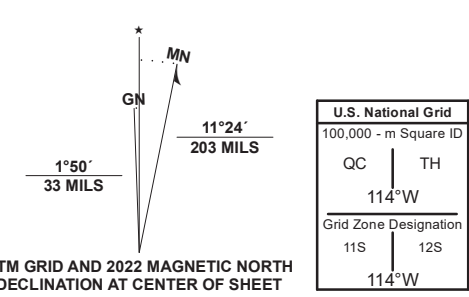 ★
MN
GN
11°24´
203 MILS
1°50´
33 MILS
TM GRID AND 2022 MAGNETIC NORTH
DECLINATION AT CENTER OF SHEET
U.S. National Grid
100,000 - m Square ID
QC TH
114°W
Grid Zone Designation
11S 12S
114°W